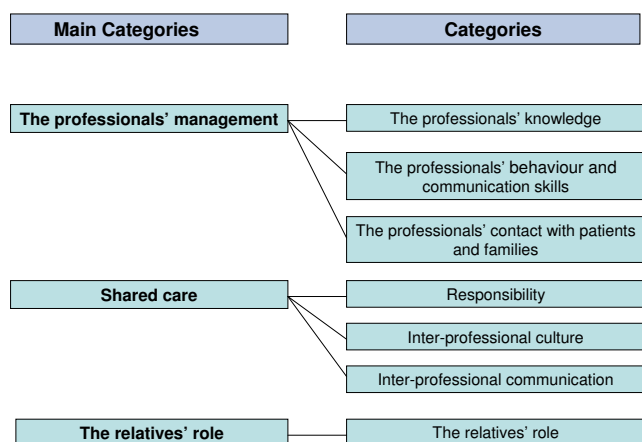 Main Categories
Categories
The professionals’ management
The professionals’ knowledge
The professionals’ behaviour and
communication skills
The professionals’ contact with patients
and families
Shared care
Responsibility
Inter-professional culture
Inter-professional communication
The relatives’ role
The relatives’ role